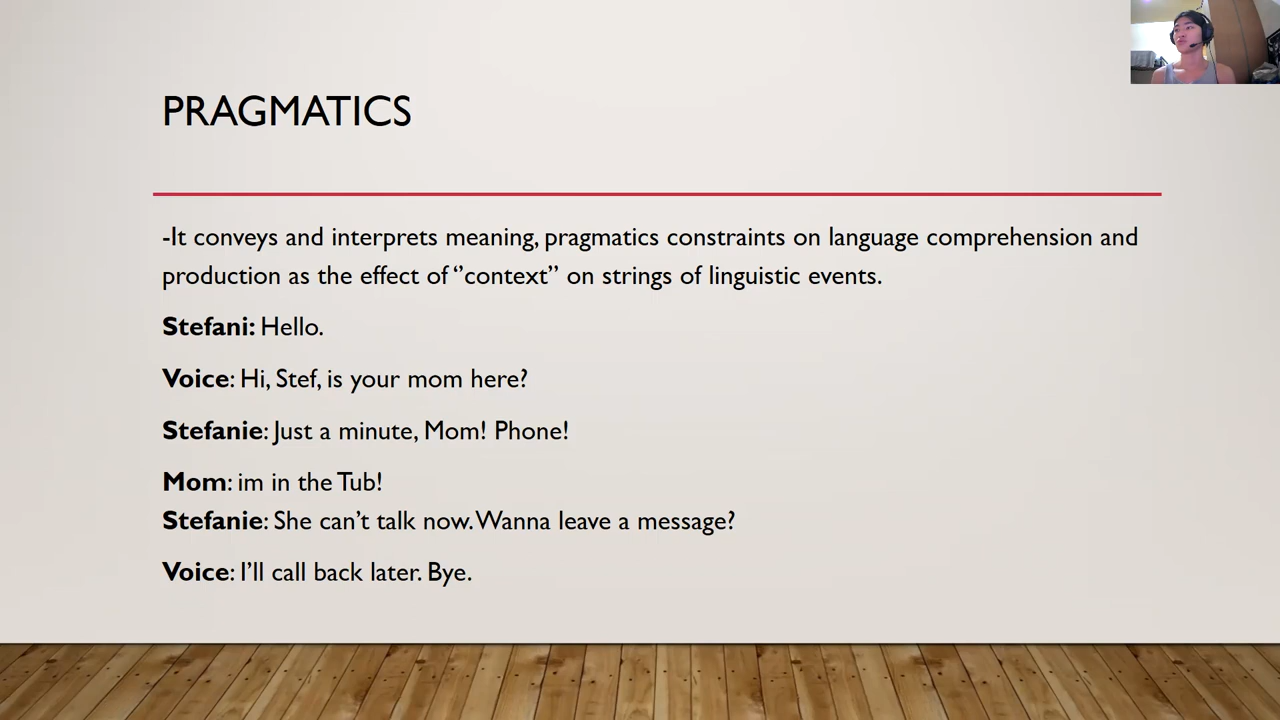 PRAGMATICS
-It conveys and interprets meaning, pragmatics constraints on language comprehension and
production as the effect of ‘’context’’ on strings of linguistic events.
Stefani: Hello.
Voice: Hi, Stef, is your mom here?
Stefanie: Just a minute, Mom! Phone!
Mom: im in the Tub!
Stefanie: She can’t talk now. Wanna leave a message?
Voice: I’ll call back later. Bye.